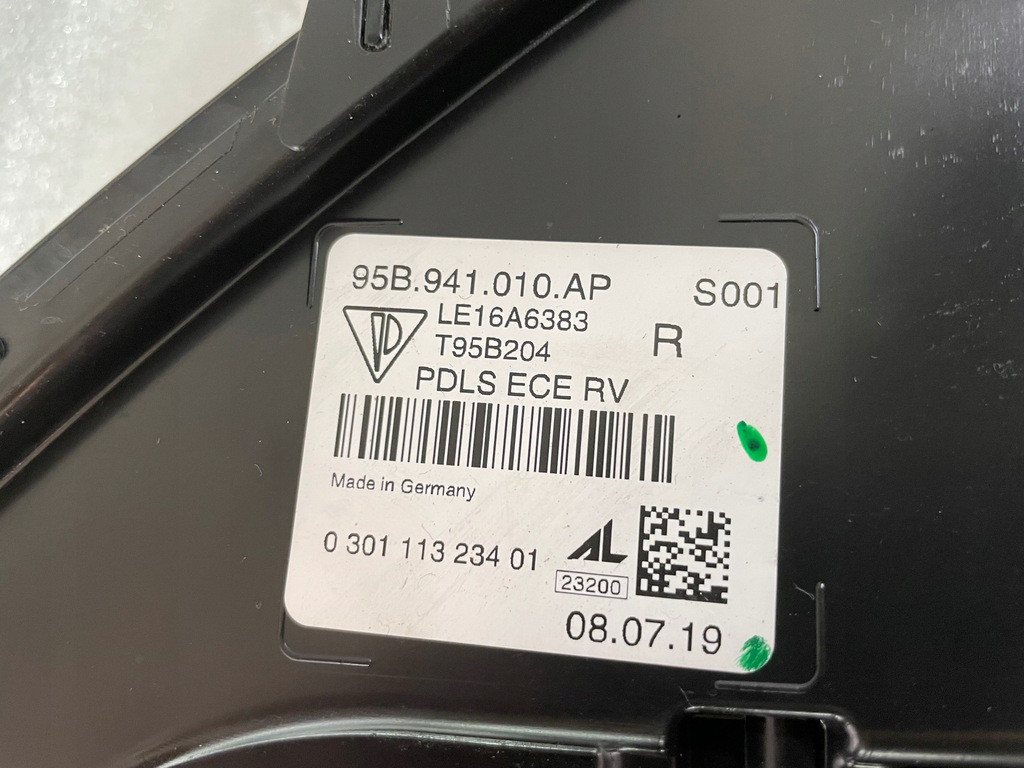 95B.941.010.AP S001
LE16A6383
T95B204 R
PDLS ECE RV
Made in Germany
0 301 113 234 01 AL
23200
08.07.19